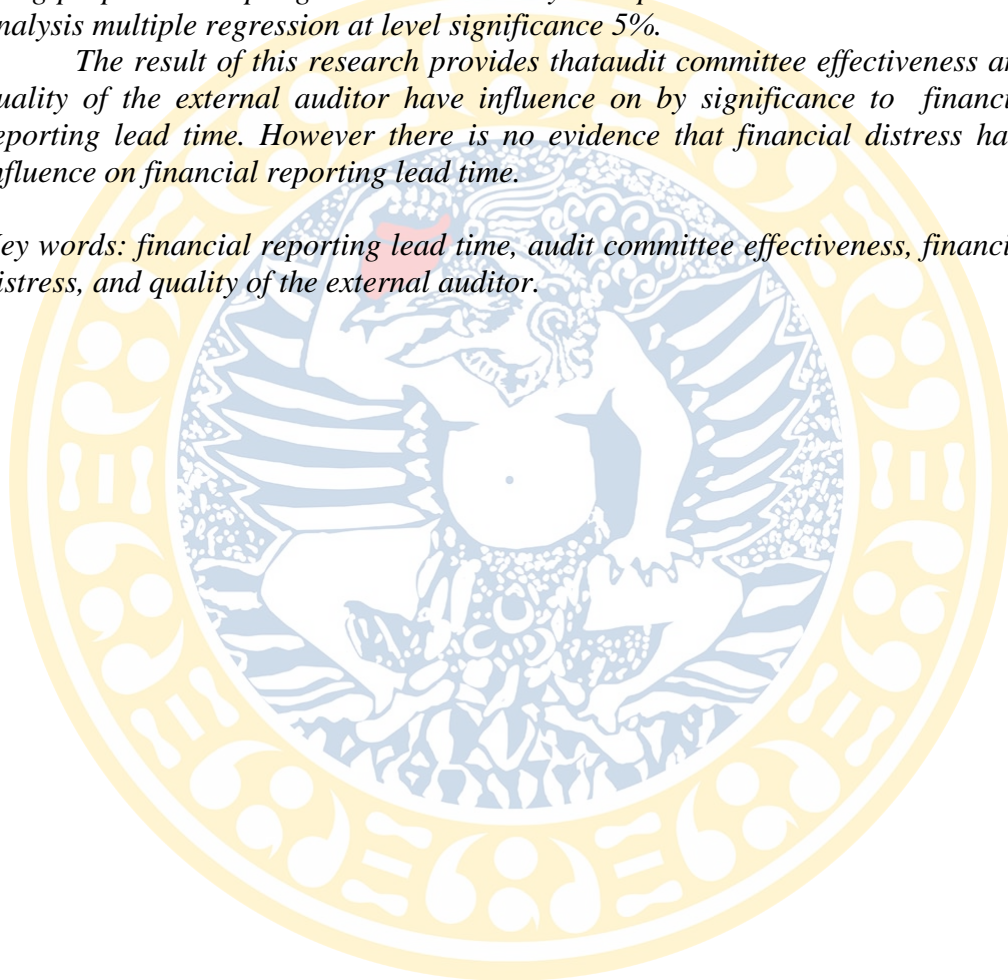 nalysis multiple regression at level significance 5%.
The result of this research provides thataudit committee effectiveness an
uality of the external auditor have influence on by significance to financi
eporting lead time. However there is no evidence that financial distress ha
nfluence on financial reporting lead time.
ey words: financial reporting lead time, audit committee effectiveness, financi
istress, and quality of the external auditor.